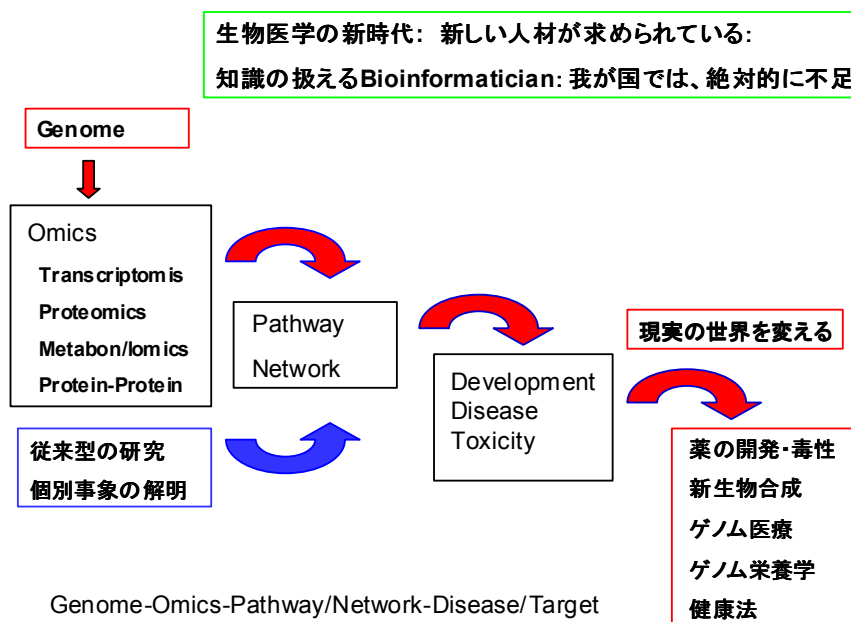 生物医学の新時代： 新しい人材が求められている：
知識の扱えるBioinformatician: 我が国では、絶対的に不足
Genome
Omics
Transcriptomis
Proteomics
Metabon/lomics
Protein-Protein
Pathway
Network
従来型の研究
個別事象の解明
Development
Disease
Toxicity
現実の世界を変える
薬の開発・毒性
新生物合成
ゲノム医療
ゲノム栄養学
健康法
Genome-Omics-Pathway/Network-Disease/Target